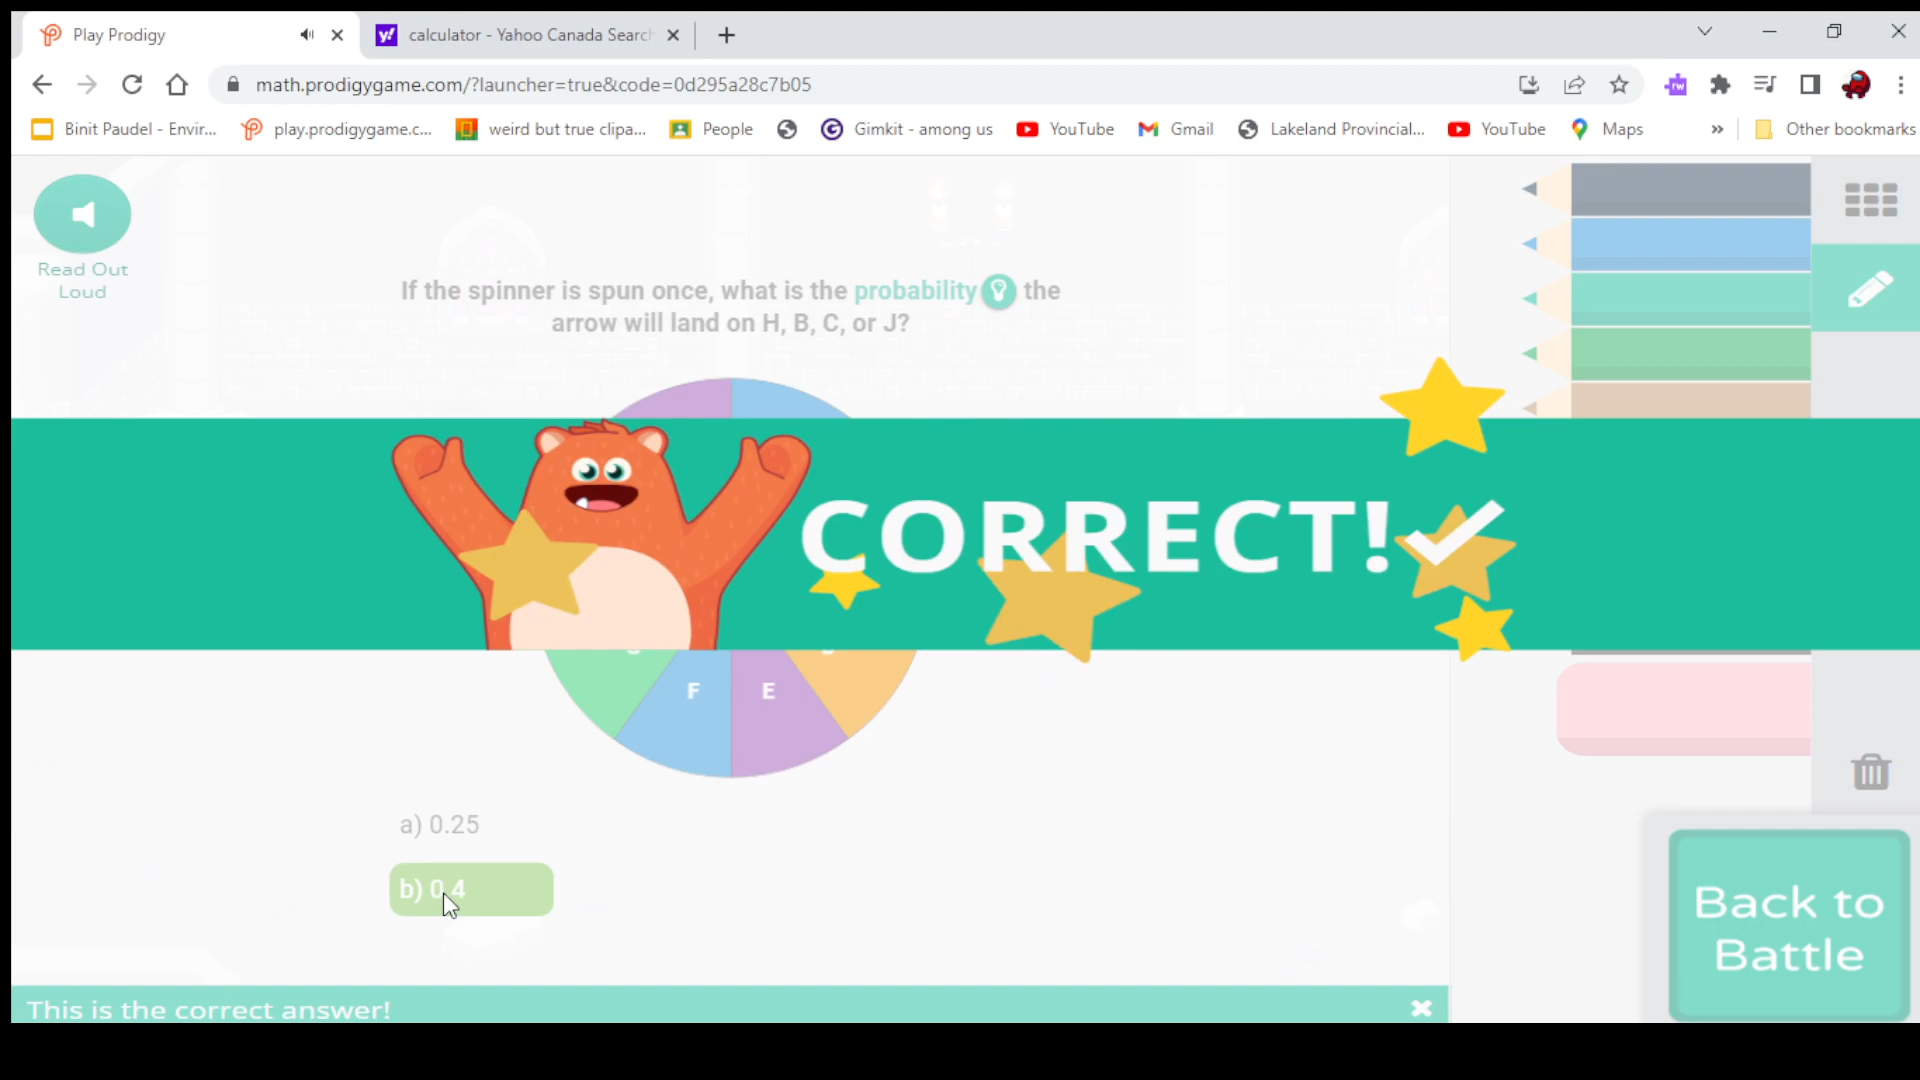 Play Prodigy
calculator - Yahoo Canada Search
math.prodigygame.com/?launcher=true&code=0d295a28c7b05
Binit Paudel - Envir...
play.prodigygame.c...
weird but true clipa...
People
Gimkit - among us
YouTube
Gmail
Lakeland Provincial...
YouTube
Maps
»
Other bookmarks
Read Out
Loud
If the spinner is spun once, what is the probability the
arrow will land on H, B, C, or J?
CORRECT!
F E
a) 0.25
b) 0.4
Back to
Battle
This is the correct answer!